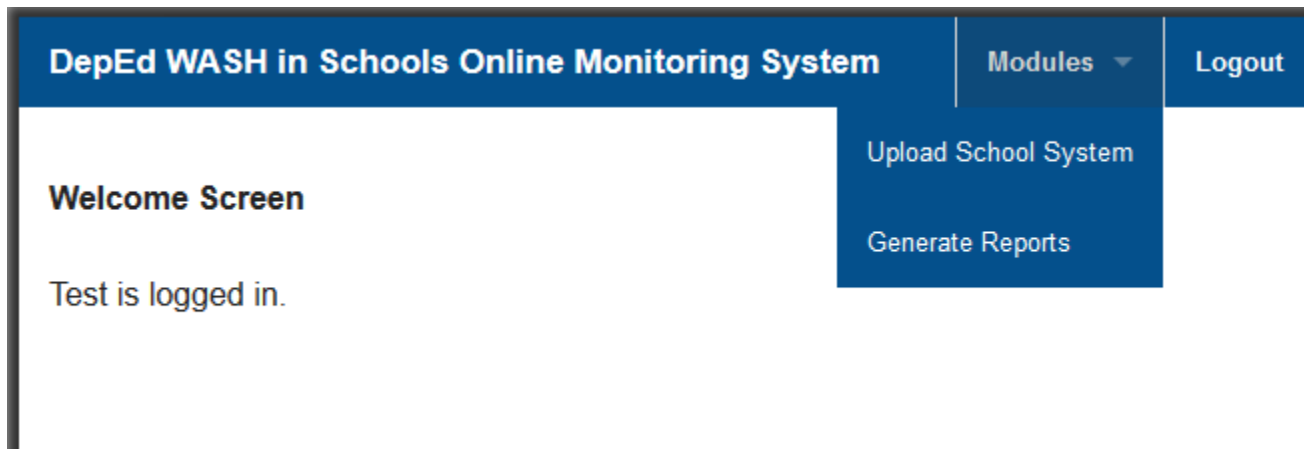 DepEd WASH in Schools Online Monitoring System
Modules
Logout
Upload School System
Generate Reports
Welcome Screen
Test is logged in.